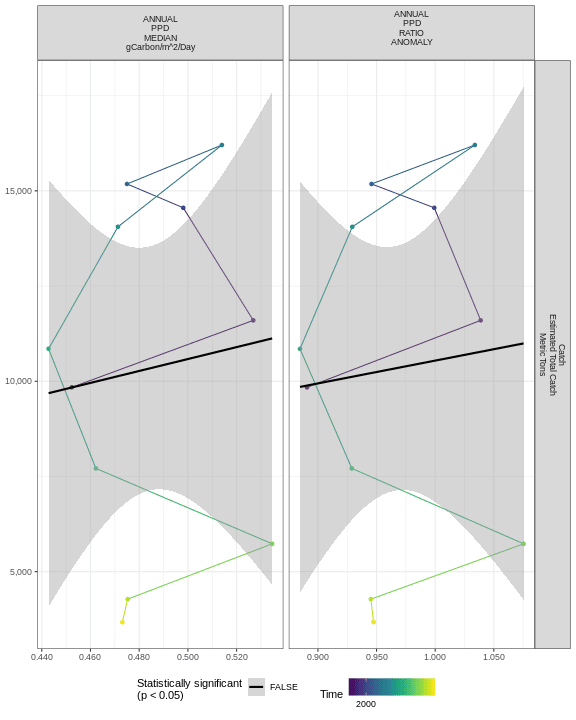 ANNUAL
PPD
MEDIAN
gCarbon/m^2/Day
ANNUAL
PPD
RATIO
ANOMALY
15,000
10,000
5,000
Catch
Estimated Total Catch
Metric Tons
0.440
0.460
0.480
0.500
0.520
0.900
0.950
1.000
1.050
Statistically significant
(p < 0.05)
FALSE
Time
2000